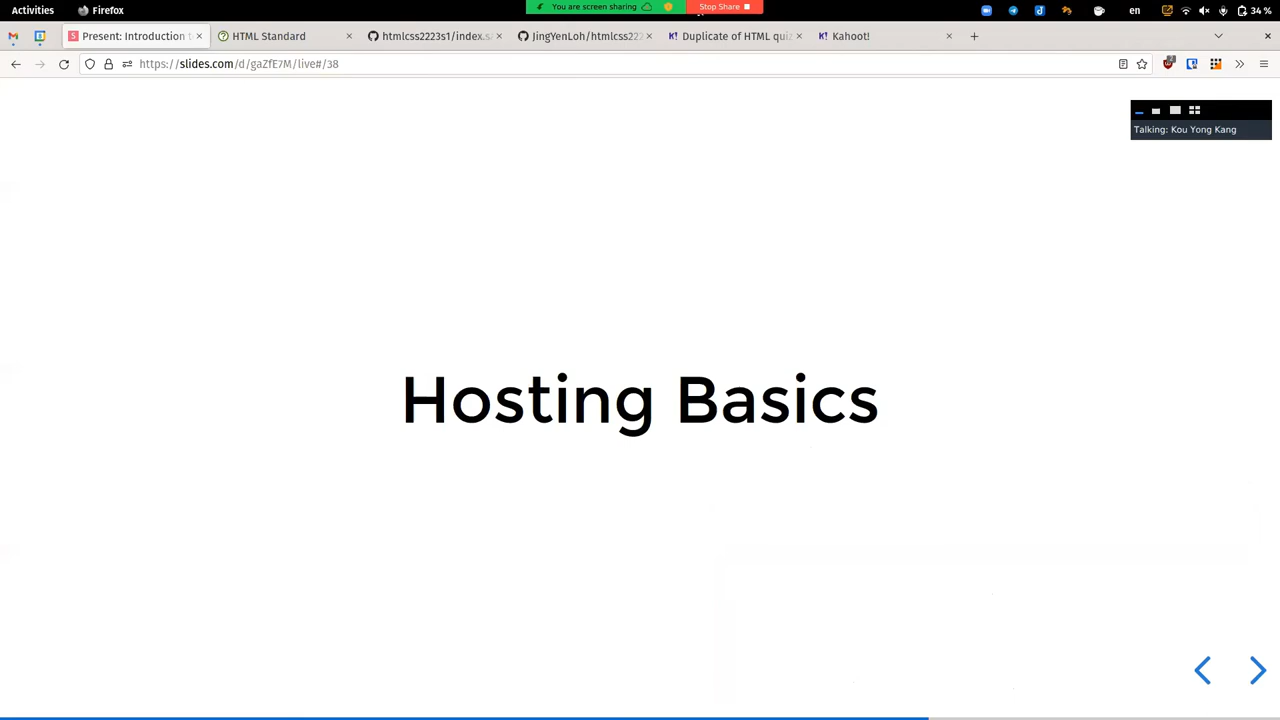 Activities
Firefox
You are screen sharing
Stop Share
en
34 %
Present: Introduction t
HTML Standard
htmlcss2223s1/index.s
JingYenLoh/htmlcss222
Duplicate of HTML qui
Kahoot!
https://slides.com/d/gaZfE7M/live#/38
Talking: Kou Yong Kang
Hosting Basics